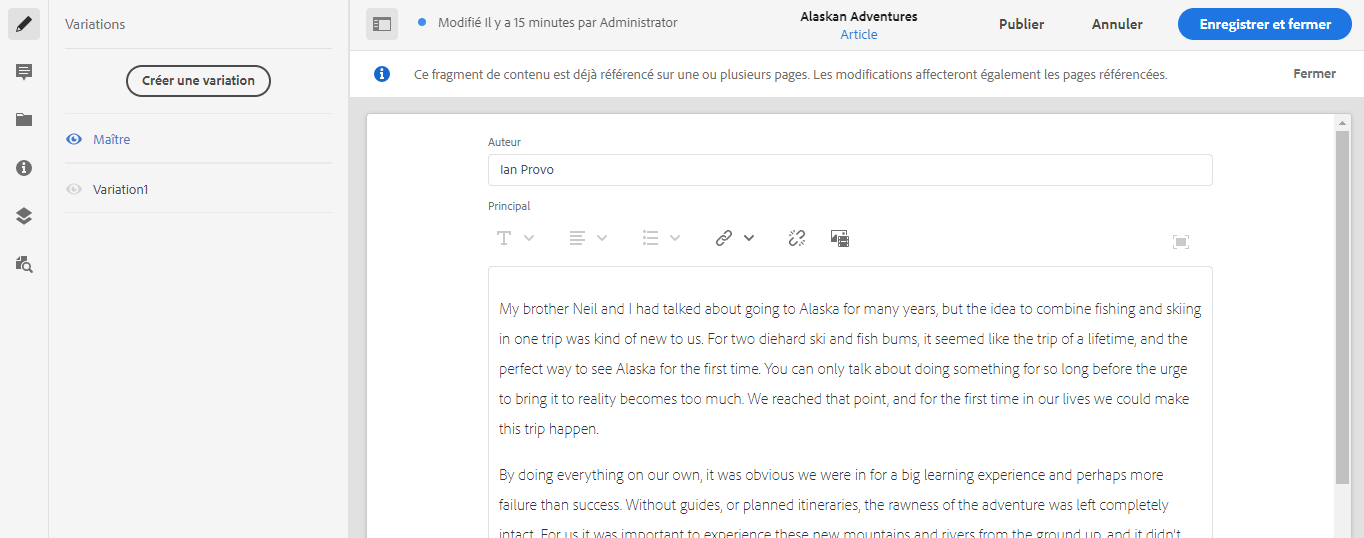 Variations
Créer une variation
Maître
Variation1
Modifié Il y a 15 minutes par Administrator
Alaskan Adventures
Article
Publier
Annuler
Enregistrer et fermer
Ce fragment de contenu est déjà référencé sur une ou plusieurs pages. Les modifications affecteront également les pages référencées.
Fermer
Auteur
Ian Provo
Principal
My brother Neil and I had talked about going to Alaska for many years, but the idea to combine fishing and skiing
in one trip was kind of new to us. For two diehard ski and fish bums, it seemed like the trip of a lifetime, and the
perfect way to see Alaska for the first time. You can only talk about doing something for so long before the urge
to bring it to reality becomes too much. We reached that point, and for the first time in our lives we could make
this trip happen.
By doing everything on our own, it was obvious we were in for a big learning experience and perhaps more
failure than success. Without guides, or planned itineraries, the rawness of the adventure was left completely
intact. For us it was important to experience these new mountains and rivers from the ground up, and it didn't